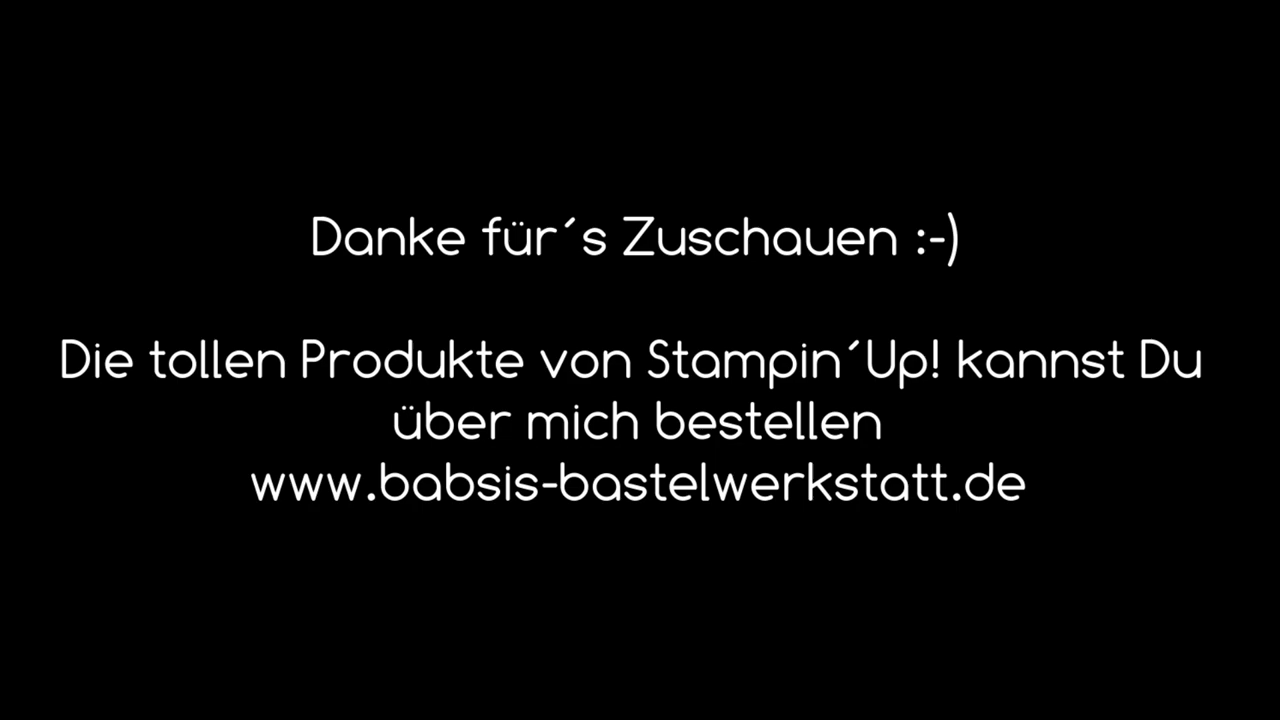 Danke für´s Zuschauen :-)
Die tollen Produkte von Stampin´Up! kannst Du
über mich bestellen
www.babsis-bastelwerkstatt.de